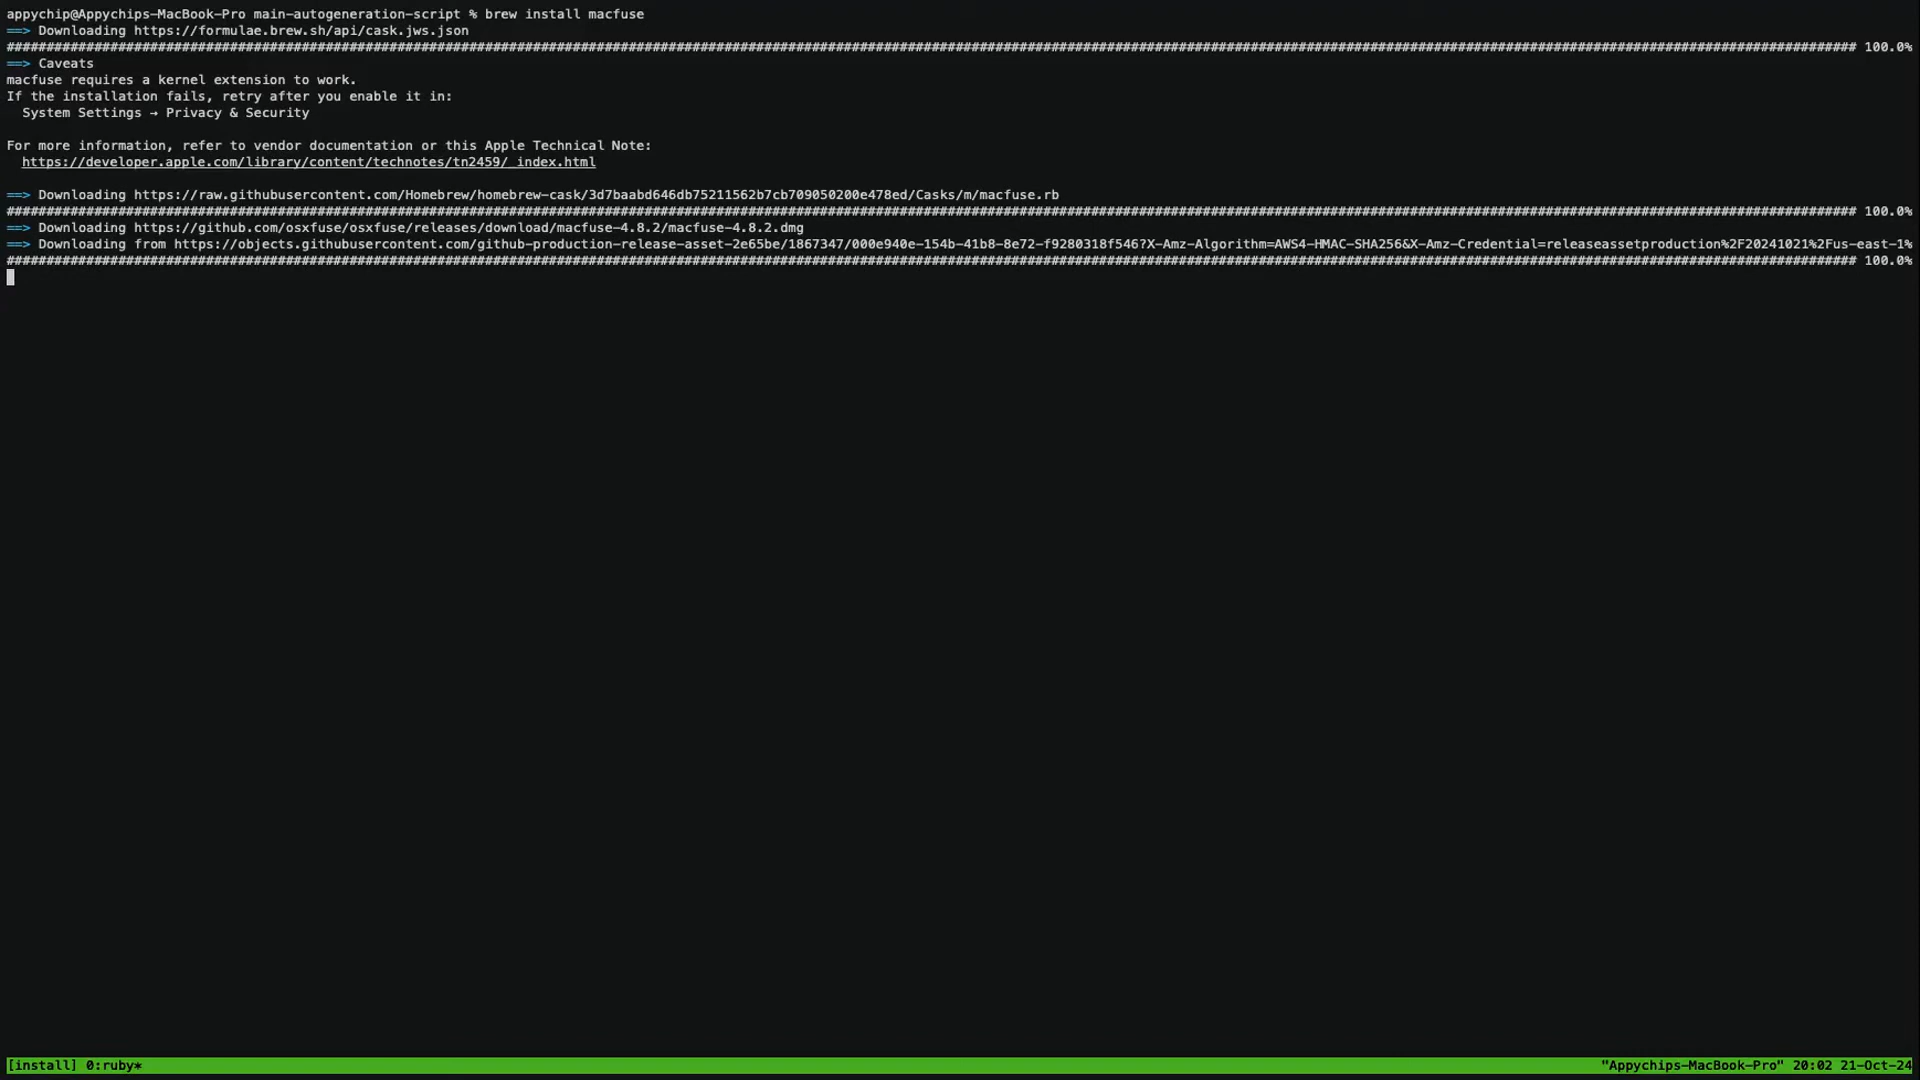 appychip@Appychips-MacBook-Pro main-autogeneration-script % brew install macfuse
==> Downloading https://formulae.brew.sh/api/cask.jws.json
######################################################################## 100.0%
==> Caveats
macfuse requires a kernel extension to work.
If the installation fails, retry after you enable it in:
  System Settings → Privacy & Security

For more information, refer to vendor documentation or this Apple Technical Note:
  https://developer.apple.com/library/content/technotes/tn2459/_index.html

==> Downloading https://raw.githubusercontent.com/Homebrew/homebrew-cask/3d7baabd646db75211562b7cb709050200e478ed/Casks/m/macfuse.rb
######################################################################## 100.0%
==> Downloading https://github.com/osxfuse/osxfuse/releases/download/macfuse-4.8.2/macfuse-4.8.2.dmg
==> Downloading from https://objects.githubusercontent.com/github-production-release-asset-2e65be/1867347/000e940e-154b-41b8-8e72-f9280318f546?X-Amz-Algorithm=AWS4-HMAC-SHA256&X-Amz-Credential=releaseassetproduction%2F20241021%2Fus-east-1%
######################################################################## 100.0%
[install] 0:ruby* "Appychips-MacBook-Pro" 20:02 21-Oct-24